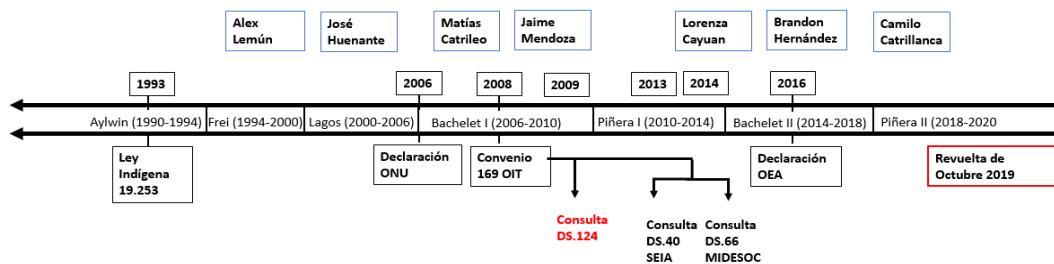 Alex
Lemún
José
Huenante
Matías
Catrileo
Jaime
Mendoza
Lorenza
Cayuan
Brandon
Hernández
Camilo
Catrillanca
1993
2006
2008
2009
2013
2014
2016
Aylwin (1990-1994)
Frei (1994-2000)
Lagos (2000-2006)
Bachelet I (2006-2010)
Piñera I (2010-2014)
Bachelet II (2014-2018)
Piñera II (2018-2020
Ley
Indígena
19.253
Declaración
ONU
Convenio
169 OIT
Declaración
OEA
Revuelta de
Octubre 2019
Consulta
DS.124
Consulta
DS.40
SEIA
Consulta
DS.66
MIDESOC